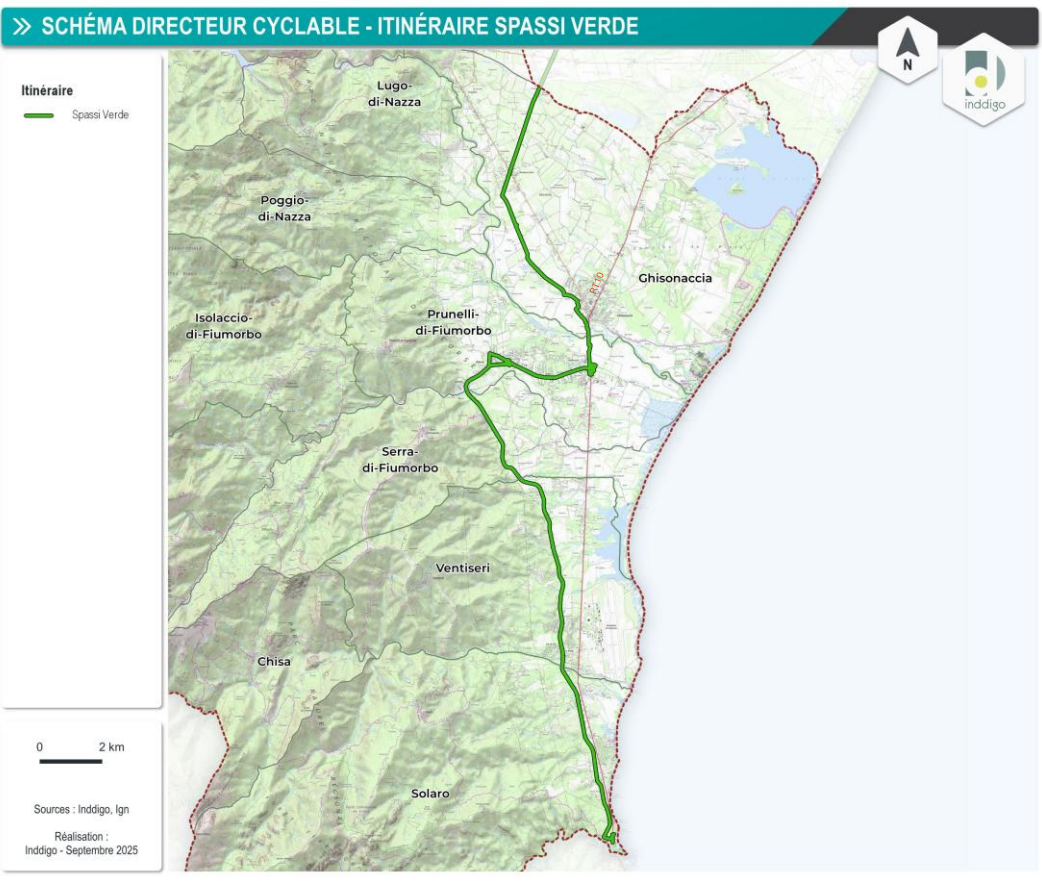 >> SCHÉMA DIRECTEUR CYCLABLE - ITINÉRAIRE SPASSI VERDE
N
inddigo
Itinéraire
Spassi Verde
Lugo-
di-Nazza
Poggio-
di-Nazza
RT10
Ghisonaccia
Isolaccio-
di-Fiumorbo
Prunelli-
di-Fiumorbo
Serra-
di-Fiumorbo
Ventiseri
Chisa
Solaro
0 2 km
Sources : Inddigo, Ign
Réalisation :
Inddigo - Septembre 2025